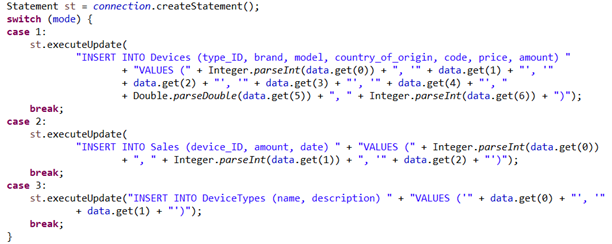 Statement st = connection.createStatement();
switch (mode) {
case 1:
    st.executeUpdate(
            "INSERT INTO Devices (type_ID, brand, model, country_of_origin, code, price, amount) "
                    + "VALUES (" + Integer.parseInt(data.get(0)) + ", '" + data.get(1) + "', '"
                    + data.get(2) + "', '" + data.get(3) + "', '" + data.get(4) + "', "
                    + Double.parseDouble(data.get(5)) + ", " + Integer.parseInt(data.get(6)) + ")");
    break;
case 2:
    st.executeUpdate(
            "INSERT INTO Sales (device_ID, amount, date) " + "VALUES (" + Integer.parseInt(data.get(0))
                    + ", " + Integer.parseInt(data.get(1)) + ", '" + data.get(2) + "')");
    break;
case 3:
    st.executeUpdate("INSERT INTO DeviceTypes (name, description) " + "VALUES ('" + data.get(0) + "', '"
            + data.get(1) + "')");
    break;
}